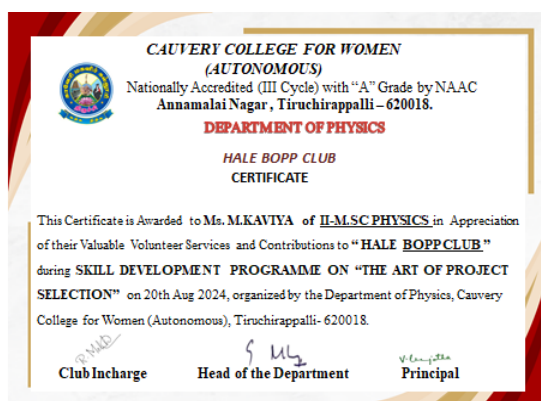 CAUVERY COLLEGE FOR WOMEN
(AUTONOMOUS)
Nationally Accredited (III Cycle) with “A” Grade by NAAC
Annamalai Nagar , Tiruchirappalli – 620018.
DEPARTMENT OF PHYSICS
HALE BOPP CLUB
CERTIFICATE
This Certificate is Awarded to Ms. M.KAVIYA of II-M.SC PHYSICS in Appreciation
of their Valuable Volunteer Services and Contributions to “ HALE BOPP CLUB ”
during SKILL DEVELOPMENT PROGRAMME ON “THE ART OF PROJECT
SELECTION” on 20th Aug 2024, organized by the Department of Physics, Cauvery
College for Women (Autonomous), Tiruchirappalli- 620018.
Club Incharge Head of the Department Principal